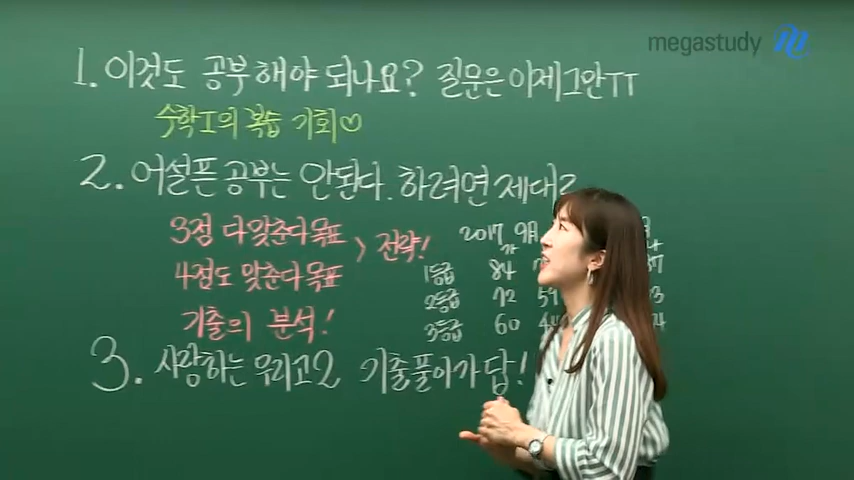 megastudy
1. 이것도 공부 해야 되나요? 질문은 이제그만TT
수학I의 복습 기회♡
2. 어설픈 공부는 안된다. 하려면 제대로
3점 다맞춘다 목표
4점도 맞춘다 목표
> 전략!
기출의 분석!
2017 9월
가
1등급 84
2등급 72
3등급 60
3. 사랑하는 우리고2 기출풀이가 답!